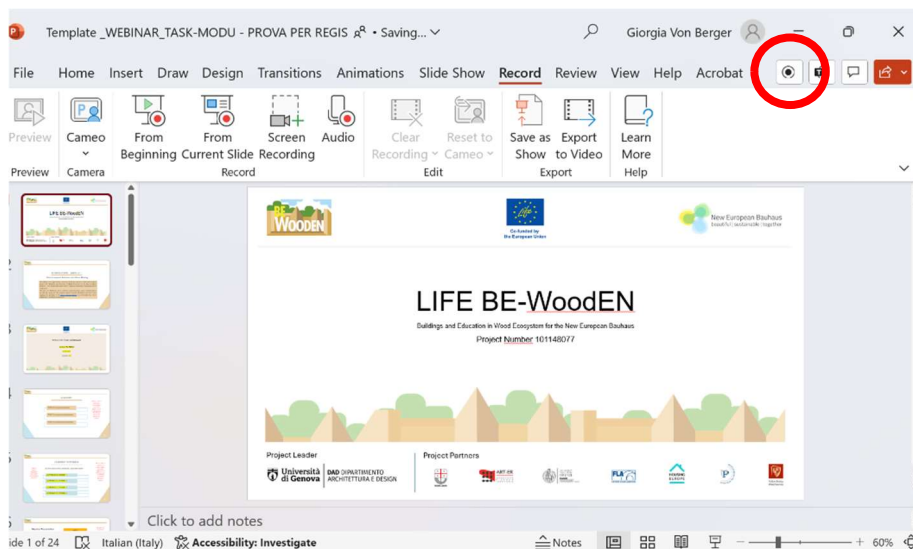 Template _WEBINAR_TASK-MODU - PROVA PER REGIS • Saving... Giorgia Von Berger
File Home Insert Draw Design Transitions Animations Slide Show Record Review View Help Acrobat
Preview Cameo From Beginning From Current Slide Screen Recording Audio Clear Recording Reset to Cameo Save as Show Export to Video Learn More
Preview Camera Record Edit Export Help
BE WOODEN
Life
Co-funded by
the European Union
New European Bauhaus
beautiful | sustainable | together
LIFE BE-WoodEN
Buildings and Education in Wood Ecosystem for the New European Bauhaus
Project Number 101148077
Project Leader
Project Partners
Università di Genova
DAD DIPARTIMENTO ARCHITETTURA E DESIGN
FLA
HOUSING EUROPE
P
Click to add notes
ide 1 of 24 Italian (Italy) Accessibility: Investigate Notes 60%